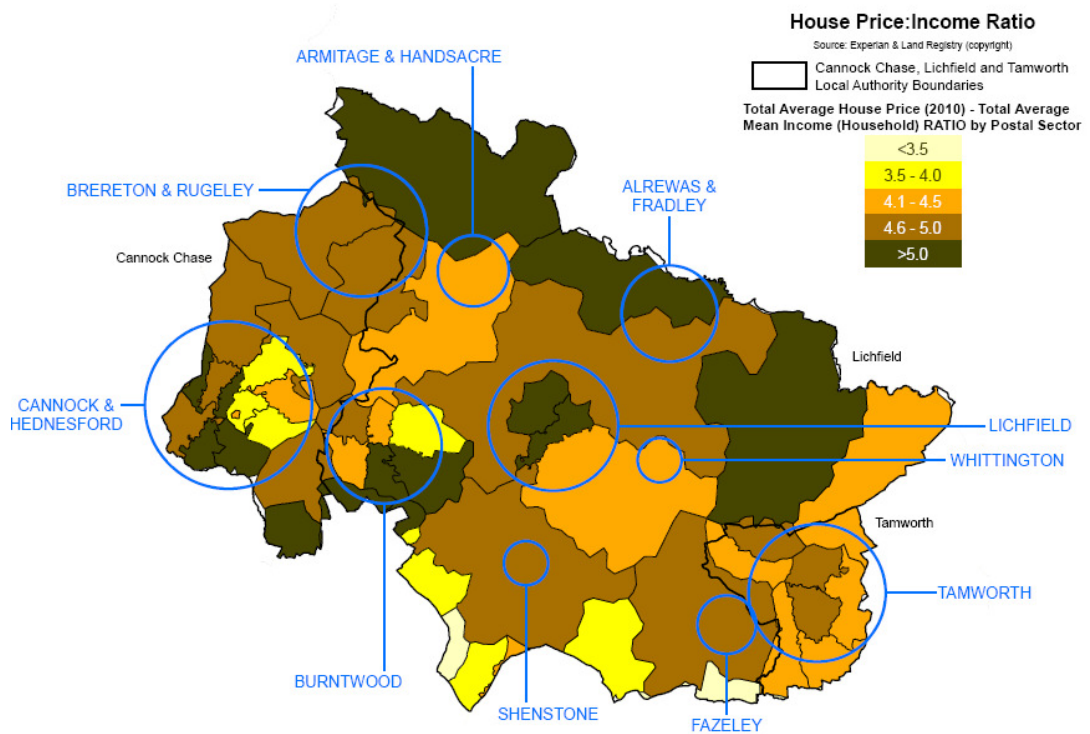 House Price:Income Ratio
Source: Experian & Land Registry (copyright)
Cannock Chase, Lichfield and Tamworth
Local Authority Boundaries
Total Average House Price (2010) - Total Average
Mean Income (Household) RATIO by Postal Sector
<3.5
3.5 - 4.0
4.1 - 4.5
4.6 - 5.0
>5.0
ARMITAGE & HANDSACRE
BRERETON & RUGELEY
ALREWAS &
FRADLEY
Cannock Chase
Lichfield
CANNOCK &
HEDNESFORD
LICHFIELD
WHITTINGTON
Tamworth
TAMWORTH
BURNTWOOD
SHENSTONE
FAZELEY